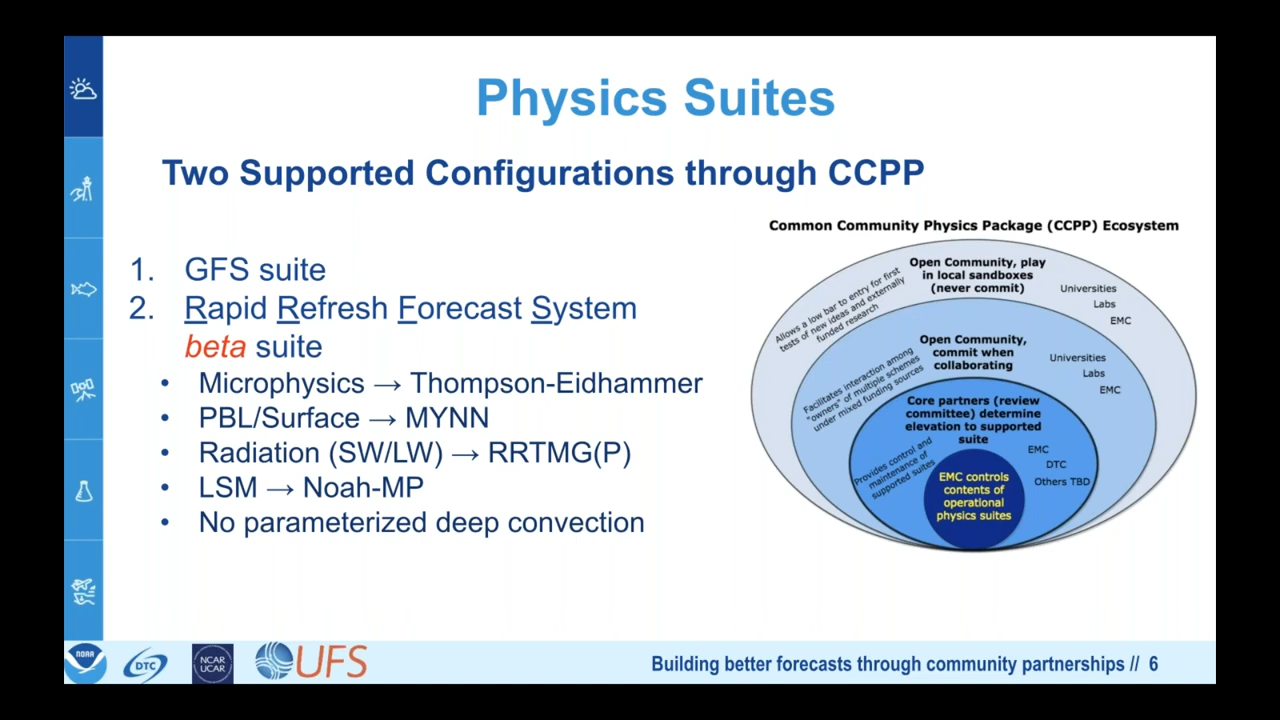 Physics Suites
Two Supported Configurations through CCPP
1. GFS suite
2. Rapid Refresh Forecast System
beta suite
• Microphysics → Thompson-Eidhammer
• PBL/Surface → MYNN
• Radiation (SW/LW) → RRTMG(P)
• LSM → Noah-MP
• No parameterized deep convection
Common Community Physics Package (CCPP) Ecosystem
Open Community, play
in local sandboxes
(never commit)
Allows a low bar to entry for first
tests of new ideas and externally
funded research
Universities
Labs
EMC
Open Community,
commit when
collaborating
Facilitates interaction among
"owners" of multiple schemes
under mixed funding sources
Universities
Labs
EMC
Core partners (review
committee) determine
elevation to supported
suite
Provides control and
maintenance of
supported suites
EMC
DTC
Others TBD
EMC controls
contents of
operational
physics suites
NOAA
DTC
NCAR
UCAR
UFS
Building better forecasts through community partnerships // 6